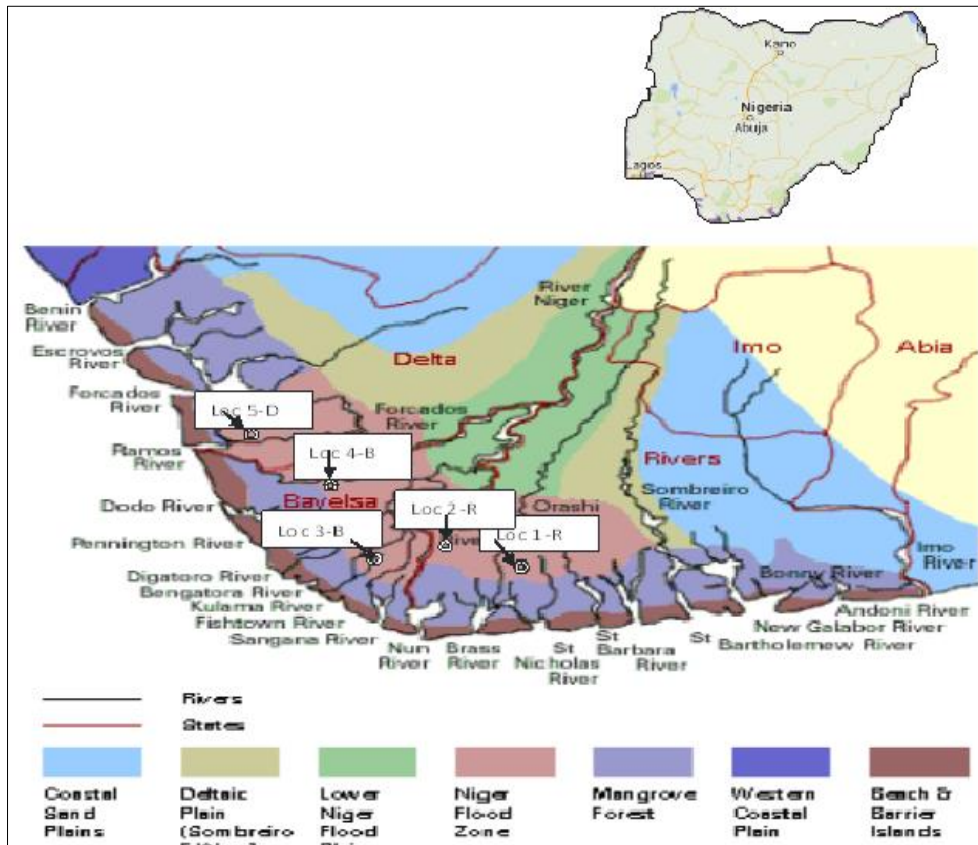 Kano
Nigeria
Abuja
Lagos
River
Niger
Benin
River
Escrovos
River
Delta
Imo
Abia
Forcados
River
Loc 5-D
Forcados
River
Ramos
River
Loc 4-B
Rivers
Bayelsa
Sombreiro
River
Dodo River
Loc 2-R
Orashi
Loc 3-B
Loc 1-R
Pennington River
Imo
River
Digatoro River
Bonny River
Bengatora River
Kulama River
Andoni River
Fishtown River
New Galabor River
Sangana River
St
Bartholemew River
Nun
River
Brass
River
St
Nicholas
River
St
Barbara
River
Rivers
States
Coastal
Sand
Plains
Deltaic
Plain
(Sombreiro
Lower
Niger
Flood
Niger
Flood
Zone
Mangrove
Forest
Western
Coastal
Plain
Beach &
Barrier
Islands